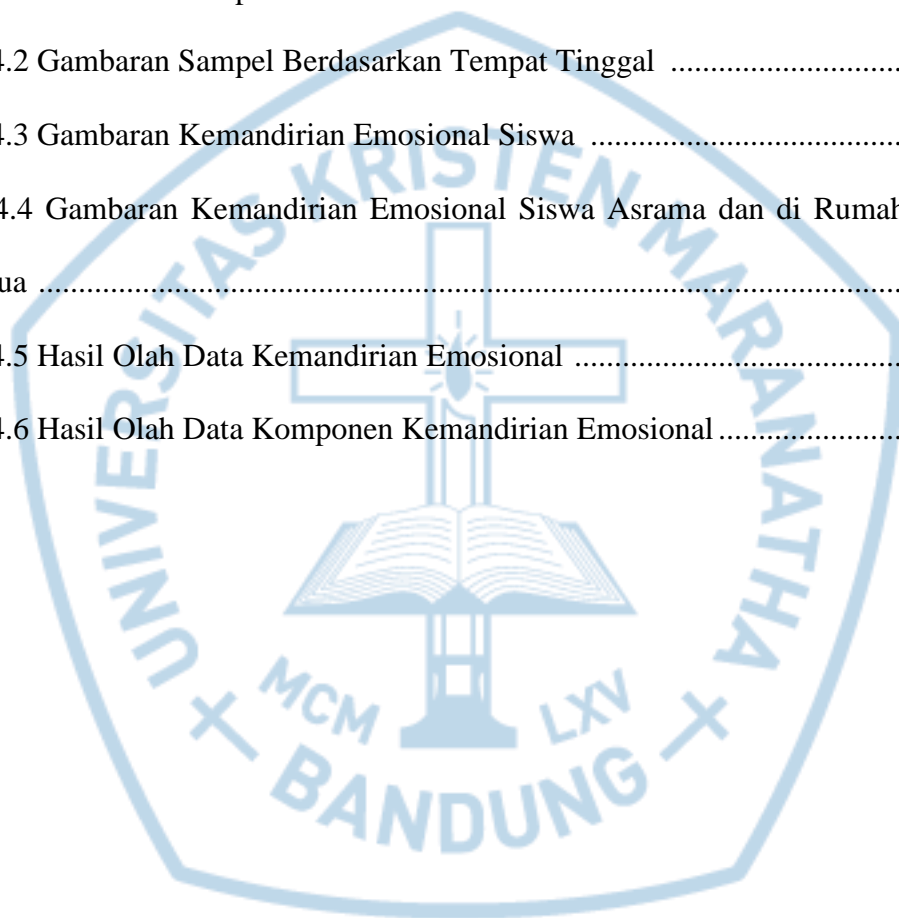 4.2 Gambaran Sampel Berdasarkan Tempat Tinggal ............................
4.3 Gambaran Kemandirian Emosional Siswa ......................................
4.4 Gambaran Kemandirian Emosional Siswa Asrama dan di Rumah
ua ........................................................................................................
4.5 Hasil Olah Data Kemandirian Emosional ........................................
4.6 Hasil Olah Data Komponen Kemandirian Emosional .......................
UNIVERSITAS KRISTEN MARANATHA
MCM LXV
BANDUNG